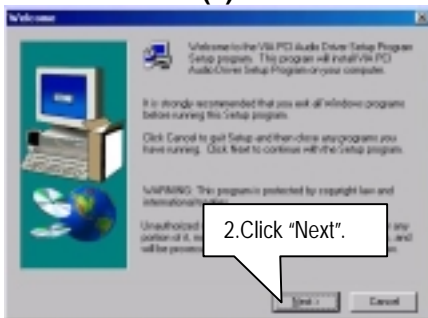 Welcome
Welcome to the VIA PCI Audio Driver Setup Program
Setup program. This program will install VIA PCI
Audio Driver Setup Program on your computer.
It is strongly recommended that you exit all Windows programs
before running this Setup program.
Click Cancel to quit Setup and then close any programs you
have running. Click Next to continue with the Setup program.
WARNING: This program is protected by copyright law and
international
Unauthorized
any
portion of it,
and
will be
2.Click “Next”.
Next >
Cancel